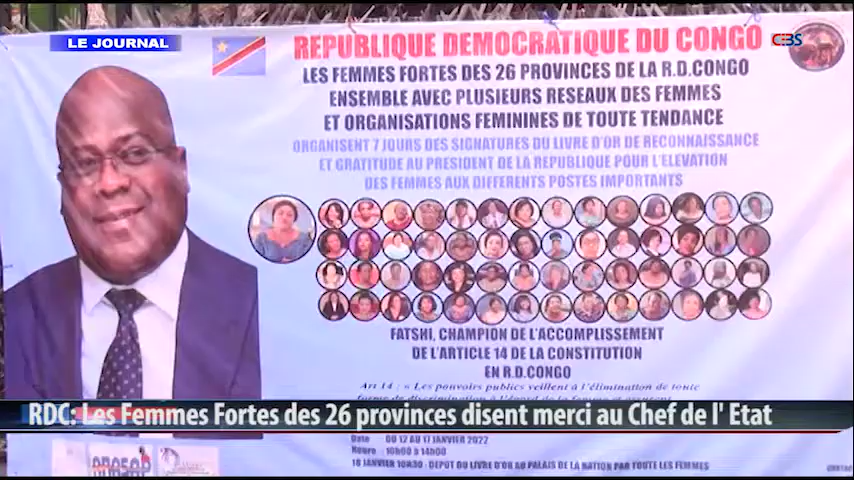 LE JOURNAL
CBS
REPUBLIQUE DEMOCRATIQUE DU CONGO
LES FEMMES FORTES DES 26 PROVINCES DE LA R.D.CONGO
ENSEMBLE AVEC PLUSIEURS RESEAUX DES FEMMES
ET ORGANISATIONS FEMININES DE TOUTE TENDANCE
ORGANISENT 7 JOURS DES SIGNATURES DU LIVRE D'OR DE RECONNAISSANCE
ET GRATITUDE AU PRESIDENT DE LA REPUBLIQUE POUR L'ELEVATION
DES FEMMES AUX DIFFERENTS POSTES IMPORTANTS
FATSHI, CHAMPION DE L'ACCOMPLISSEMENT
DE L'ARTICLE 14 DE LA CONSTITUTION
EN R.D.CONGO
Art 14 : « Les pouvoirs publics veillent à l'élimination de toute
RDC: Les Femmes Fortes des 26 provinces disent merci au Chef de l' Etat
Date DU 12 AU 17 JANVIER 2022
Heure : 10H00 à 14H00
18 JANVIER 10H30 : DEPOT DU LIVRE D'OR AU PALAIS DE LA NATION PAR TOUTE LES FEMMES